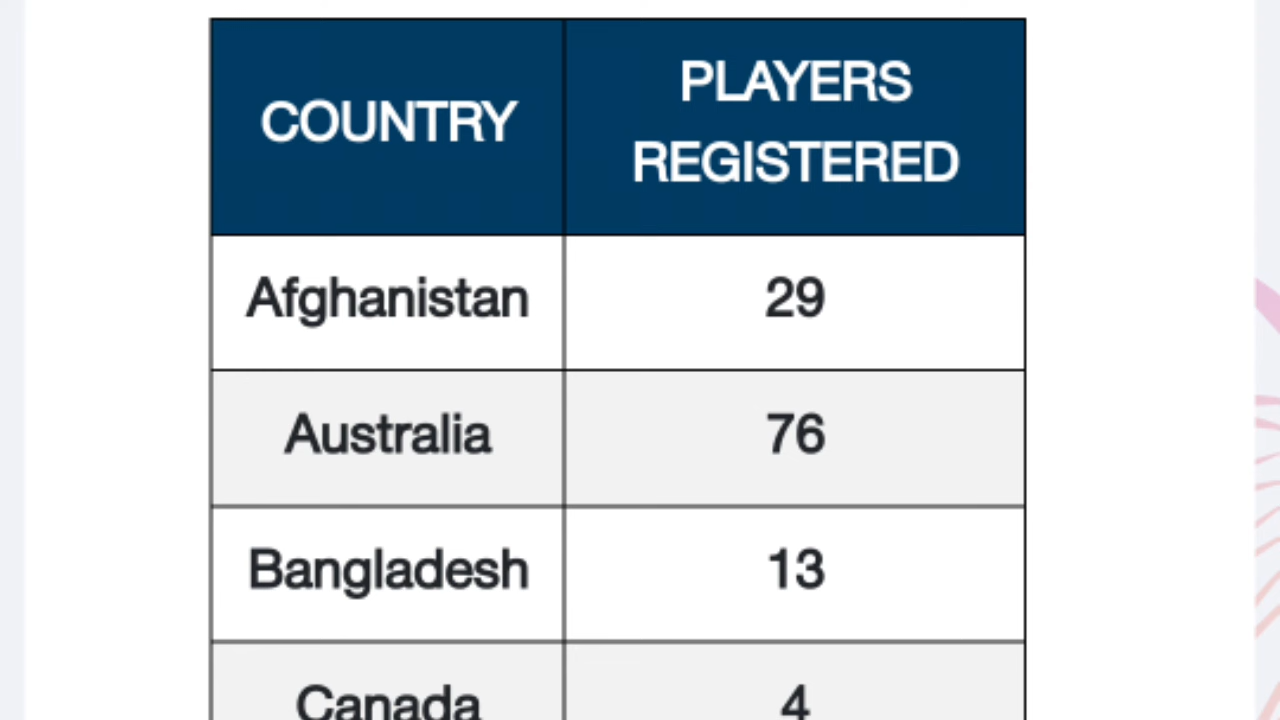 COUNTRY
PLAYERS
REGISTERED
Afghanistan 29
Australia 76
Bangladesh 13
Canada 4